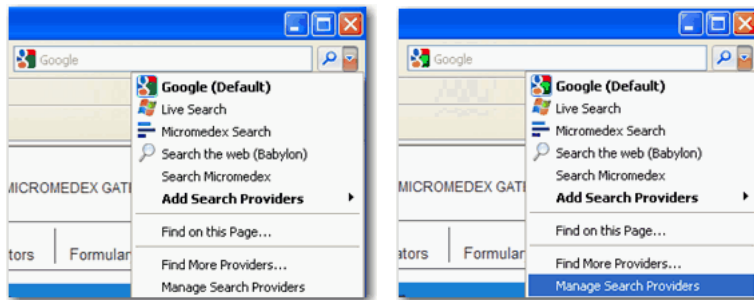 Google
Google (Default)
Live Search
Micromedex Search
Search the web (Babylon)
Search Micromedex
Add Search Providers
Find on this Page...
Find More Providers...
Manage Search Providers
MICROMEDEX GAT
tors
Formular
Google
Google (Default)
Live Search
Micromedex Search
Search the web (Babylon)
Search Micromedex
Add Search Providers
Find on this Page...
Find More Providers...
Manage Search Providers
MICROMEDEX GATI
ators
Formular